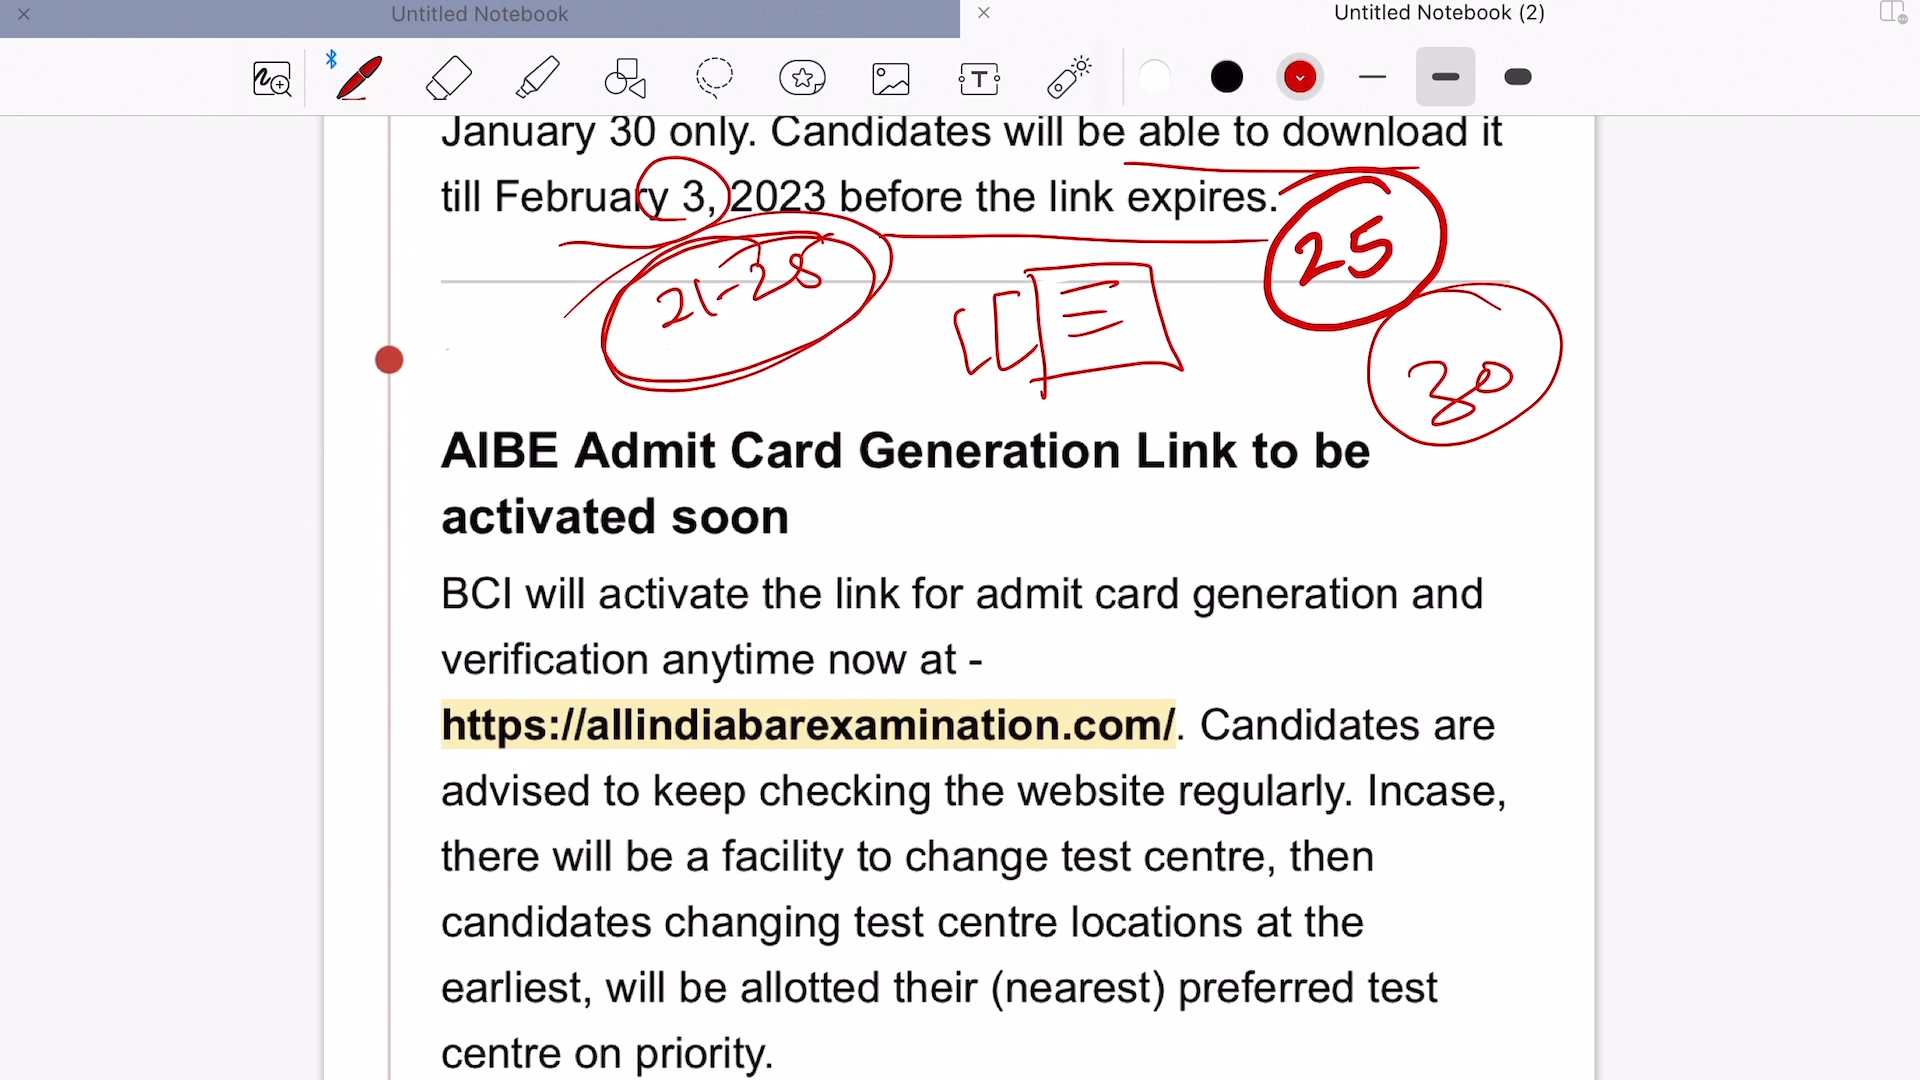 Untitled Notebook
Untitled Notebook (2)
January 30 only. Candidates will be able to download it
till February 3, 2023 before the link expires.
25
21-28
30
AIBE Admit Card Generation Link to be
activated soon
BCI will activate the link for admit card generation and
verification anytime now at -
https://allindiabarexamination.com/. Candidates are
advised to keep checking the website regularly. Incase,
there will be a facility to change test centre, then
candidates changing test centre locations at the
earliest, will be allotted their (nearest) preferred test
centre on priority.